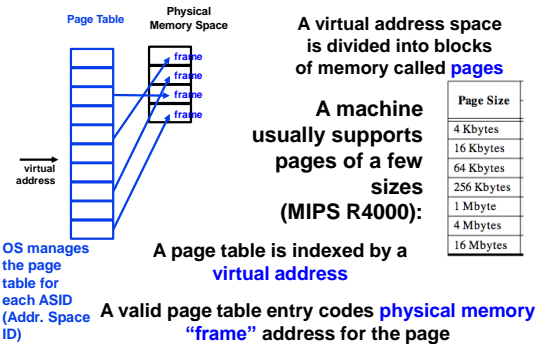 Page Table
Physical
Memory Space
frame
frame
frame
frame
virtual
address
OS manages
the page
table for
each ASID
(Addr. Space
ID)
A virtual address space
is divided into blocks
of memory called pages
A machine
usually supports
pages of a few
sizes
(MIPS R4000):
Page Size
4 Kbytes
16 Kbytes
64 Kbytes
256 Kbytes
1 Mbyte
4 Mbytes
16 Mbytes
A page table is indexed by a
virtual address
A valid page table entry codes physical memory
“frame” address for the page